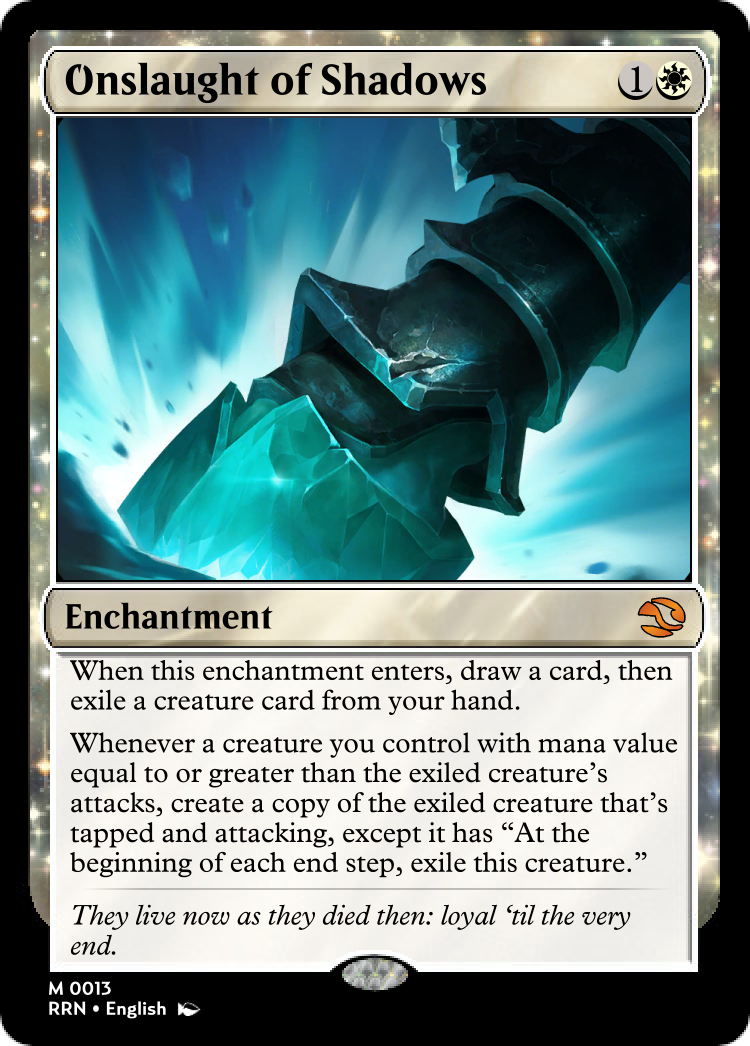 Onslaught of Shadows 1
Enchantment
When this enchantment enters, draw a card, then
exile a creature card from your hand.
Whenever a creature you control with mana value
equal to or greater than the exiled creature’s
attacks, create a copy of the exiled creature that’s
tapped and attacking, except it has “At the
beginning of each end step, exile this creature.”
They live now as they died then: loyal ‘til the very
end.
M 0013
RRN • English